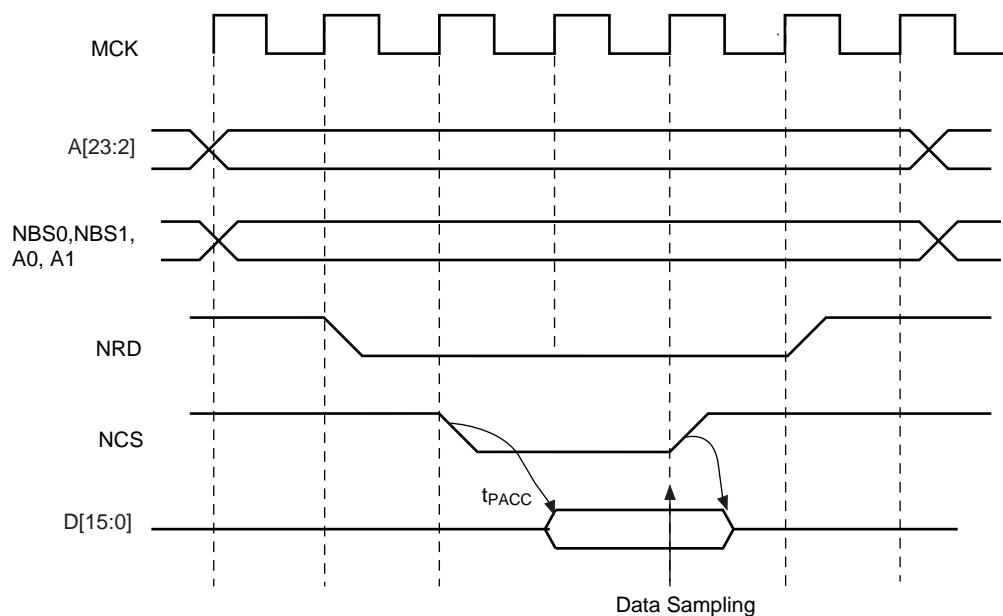 MCK
A[23:2]
NBS0,NBS1,
A0, A1
NRD
NCS
tPACC
D[15:0]
Data Sampling